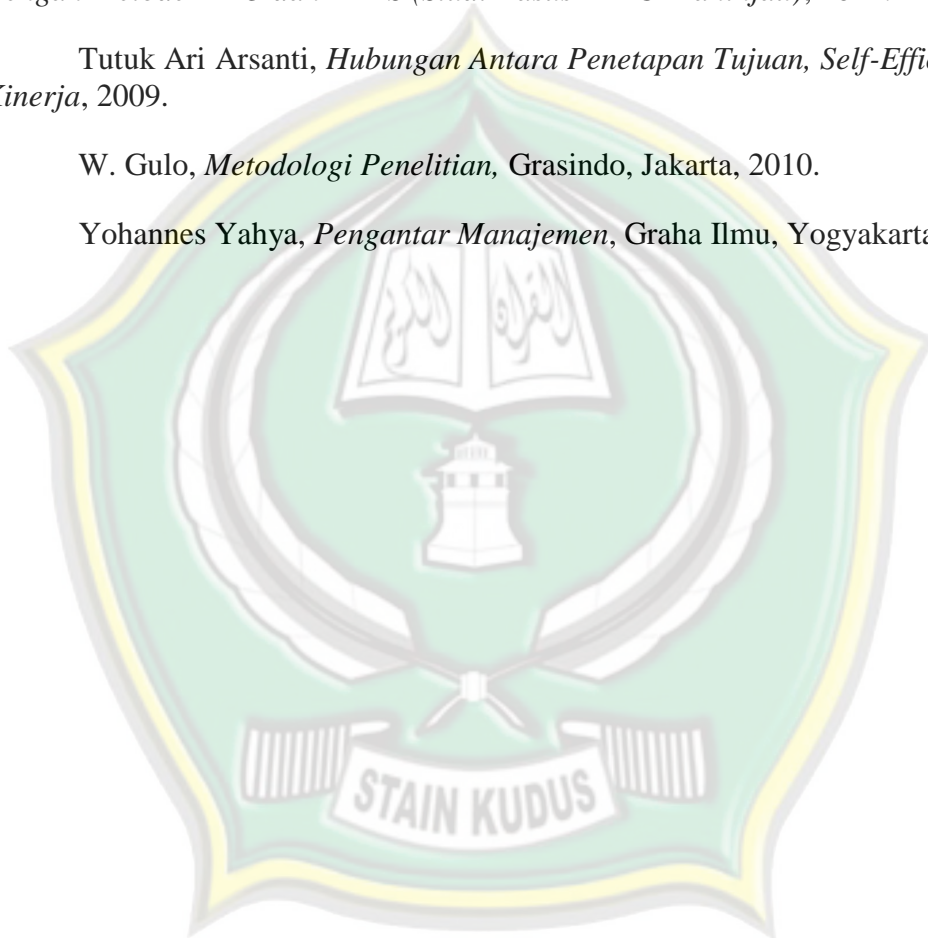 Tutuk Ari Arsanti, Hubungan Antara Penetapan Tujuan, Self-Effic
Kinerja, 2009.
W. Gulo, Metodologi Penelitian, Grasindo, Jakarta, 2010.
Yohannes Yahya, Pengantar Manajemen, Graha Ilmu, Yogyakarta
STAIN KUDUS